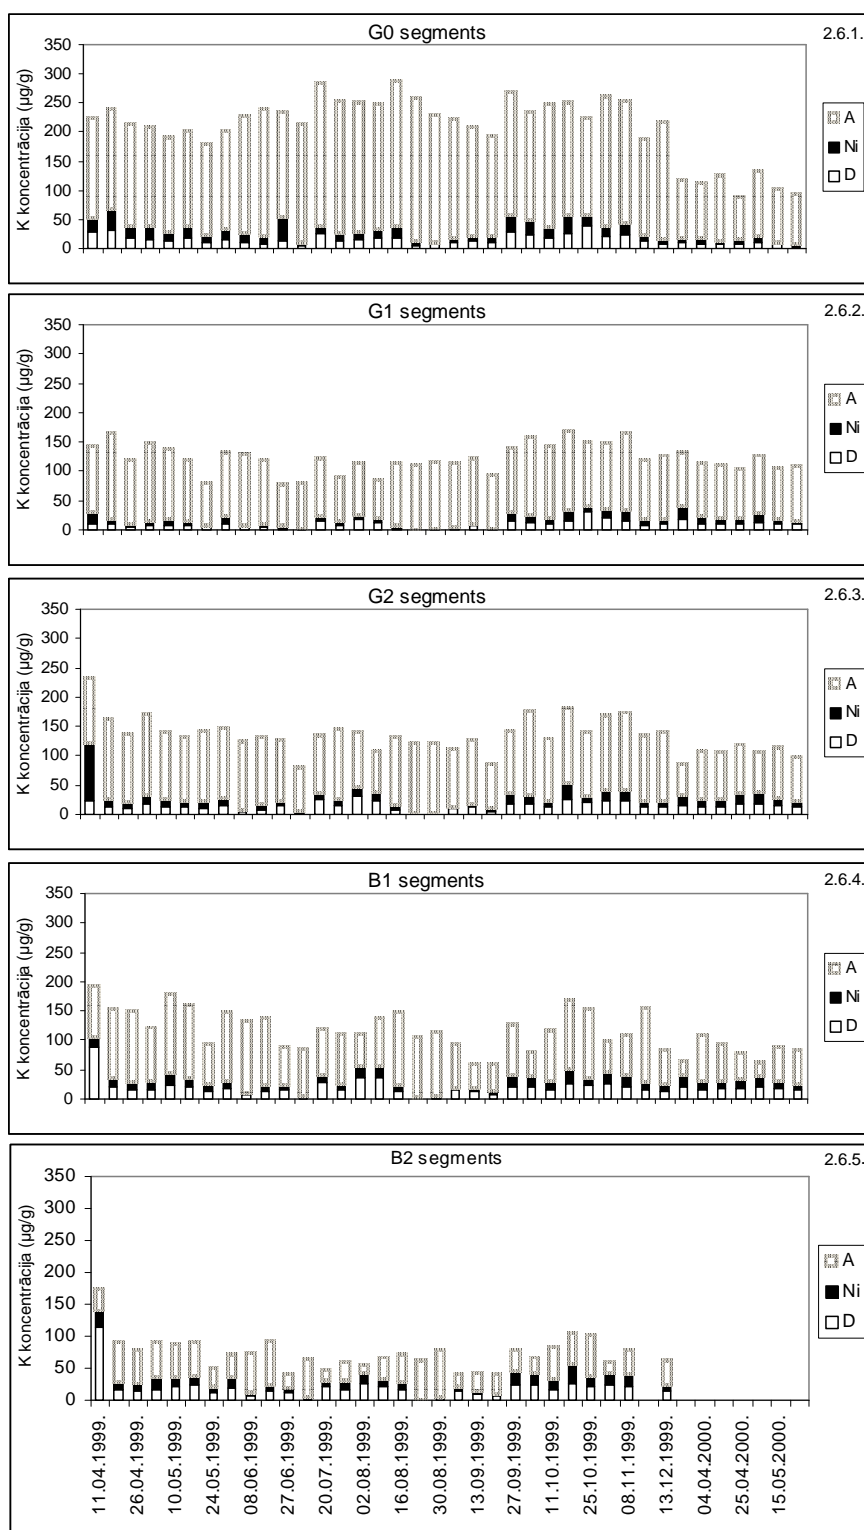 G0 segments
2.6.1.
K koncentrācija (µg/g)
350
300
250
200
150
100
50
0
A
Ni
D
G1 segments
2.6.2.
K koncentrācija (µg/g)
350
300
250
200
150
100
50
0
A
Ni
D
G2 segments
2.6.3.
K koncentrācija (µg/g)
350
300
250
200
150
100
50
0
A
Ni
D
B1 segments
2.6.4.
K koncentrācija (µg/g)
350
300
250
200
150
100
50
0
A
Ni
D
B2 segments
2.6.5.
K koncentrācija (µg/g)
350
300
250
200
150
100
50
0
A
Ni
D
11.04.1999.
26.04.1999.
10.05.1999.
24.05.1999.
08.06.1999.
27.06.1999.
20.07.1999.
02.08.1999.
16.08.1999.
30.08.1999.
13.09.1999.
27.09.1999.
11.10.1999.
25.10.1999.
08.11.1999.
13.12.1999.
04.04.2000.
25.04.2000.
15.05.2000.